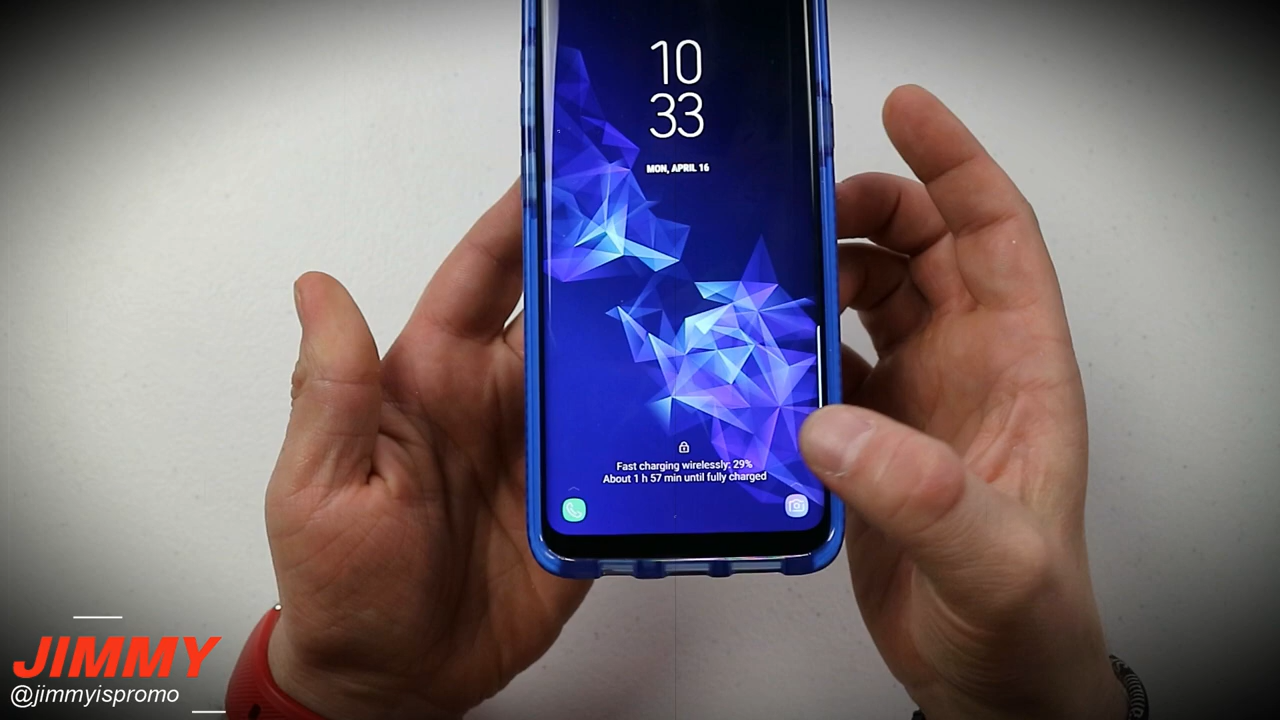 10
33
MON, APRIL 16
Fast charging wirelessly: 29%
About 1 h 57 min until fully charged
JIMMY
@jimmyispromo